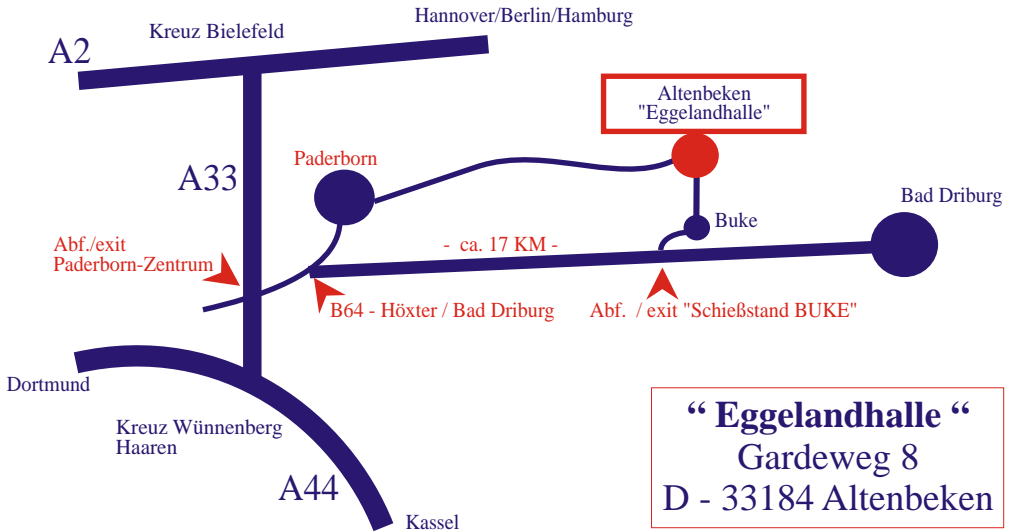 Hannover/Berlin/Hamburg
Kreuz Bielefeld
A2
Altenbeken
"Eggelandhalle"
Paderborn
A33
Bad Driburg
Buke
Abf./exit
Paderborn-Zentrum
- ca. 17 KM -
B64 - Höxter / Bad Driburg
Abf. / exit "Schießstand BUKE"
Dortmund
Kreuz Wünnenberg
Haaren
A44
Kassel
“ Eggelandhalle “
Gardeweg 8
D - 33184 Altenbeken